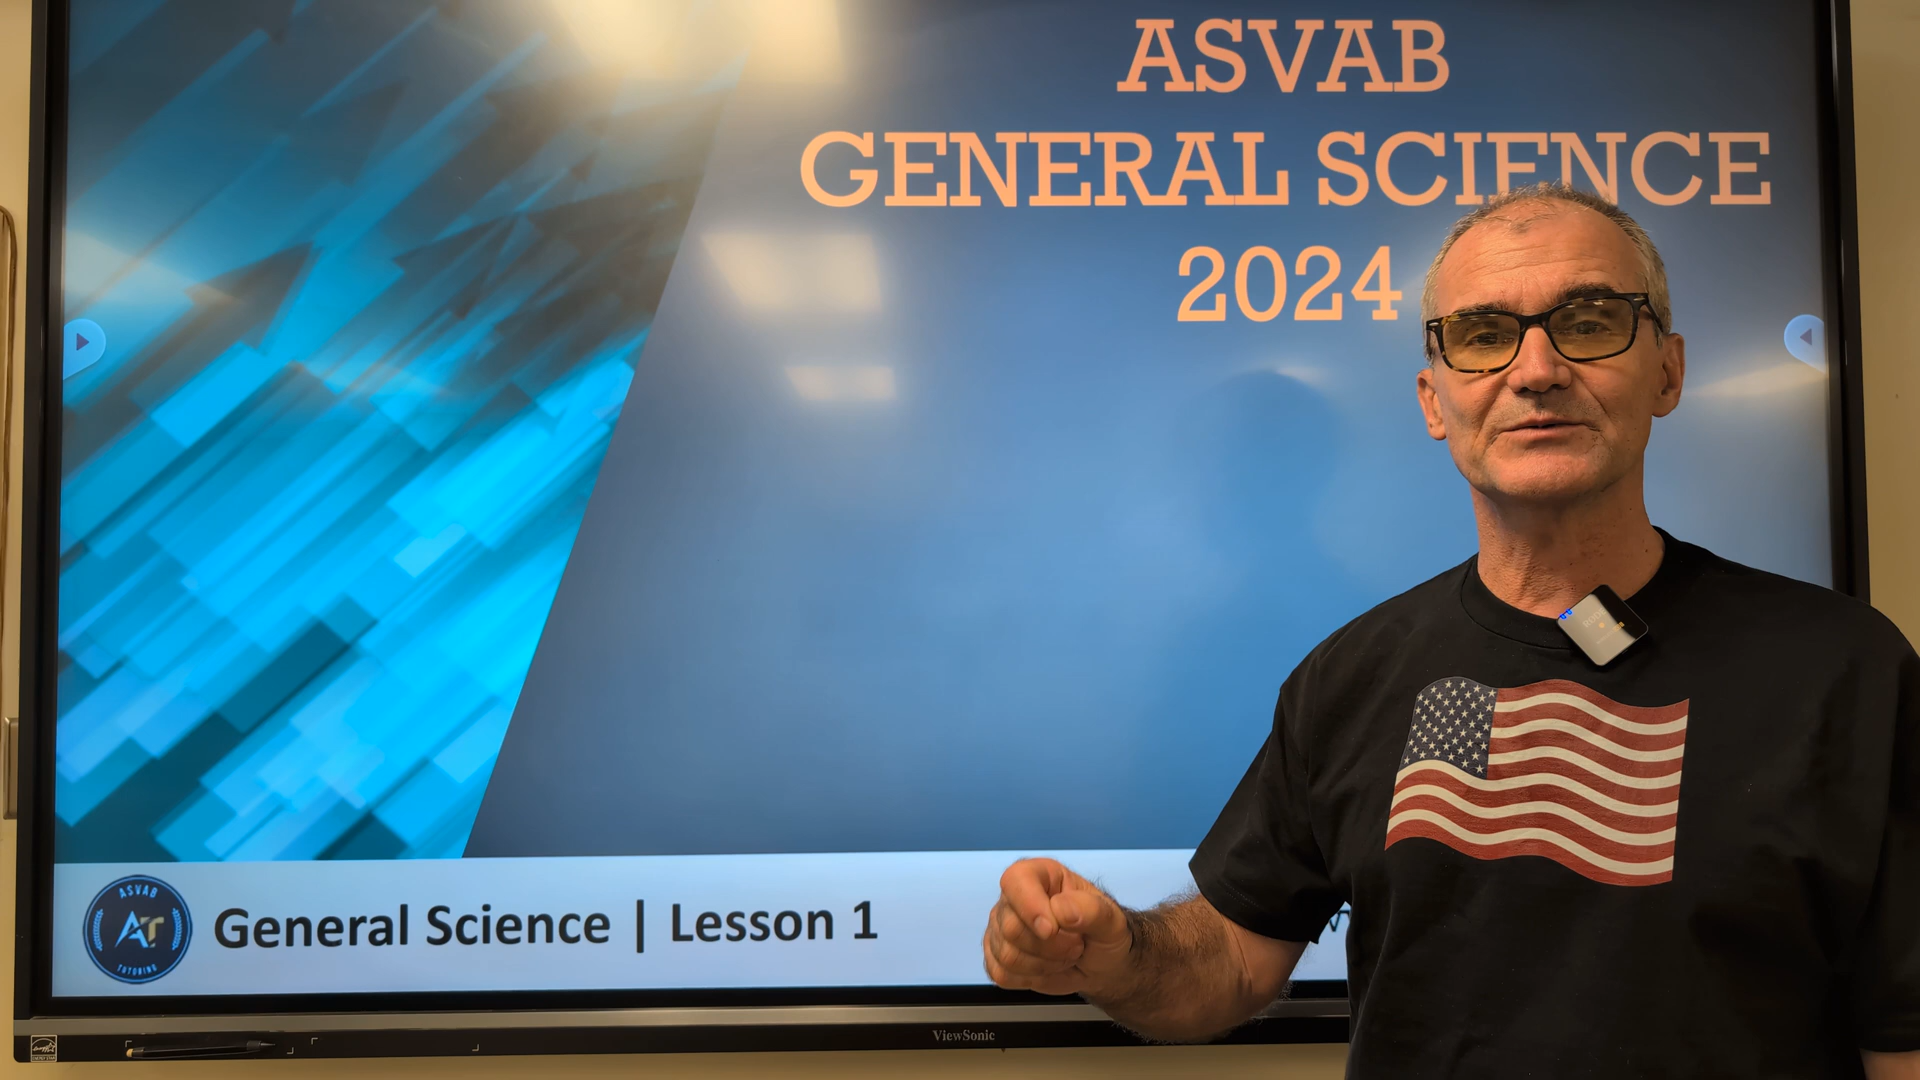 ASVAB
GENERAL SCIENCE
2024
ASVAB
AT
TUTORING
General Science | Lesson 1
ViewSonic